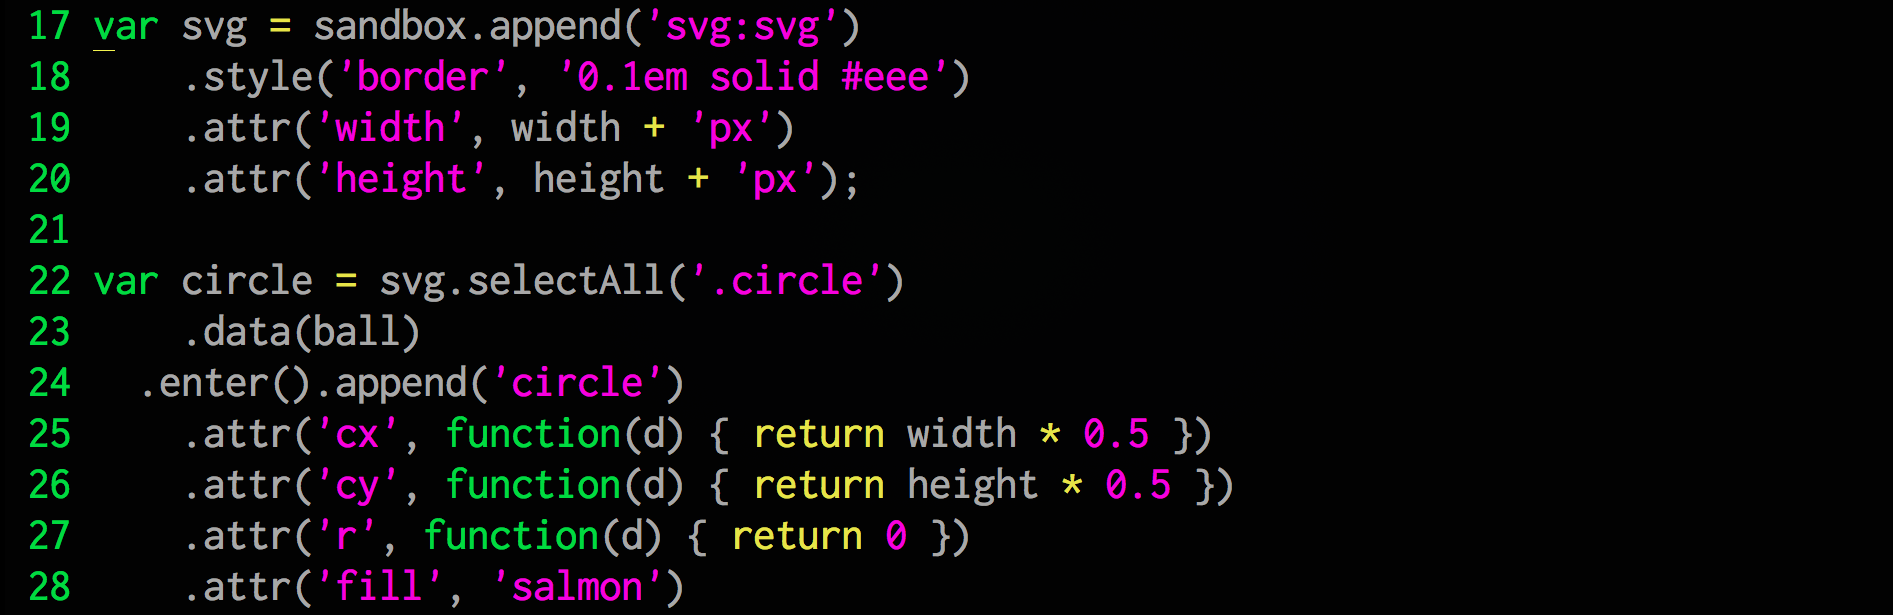 17 var svg = sandbox.append('svg:svg')
18     .style('border', '0.1em solid #eee')
19     .attr('width', width + 'px')
20     .attr('height', height + 'px');
21
22 var circle = svg.selectAll('.circle')
23     .data(ball)
24   .enter().append('circle')
25     .attr('cx', function(d) { return width * 0.5 })
26     .attr('cy', function(d) { return height * 0.5 })
27     .attr('r', function(d) { return 0 })
28     .attr('fill', 'salmon')